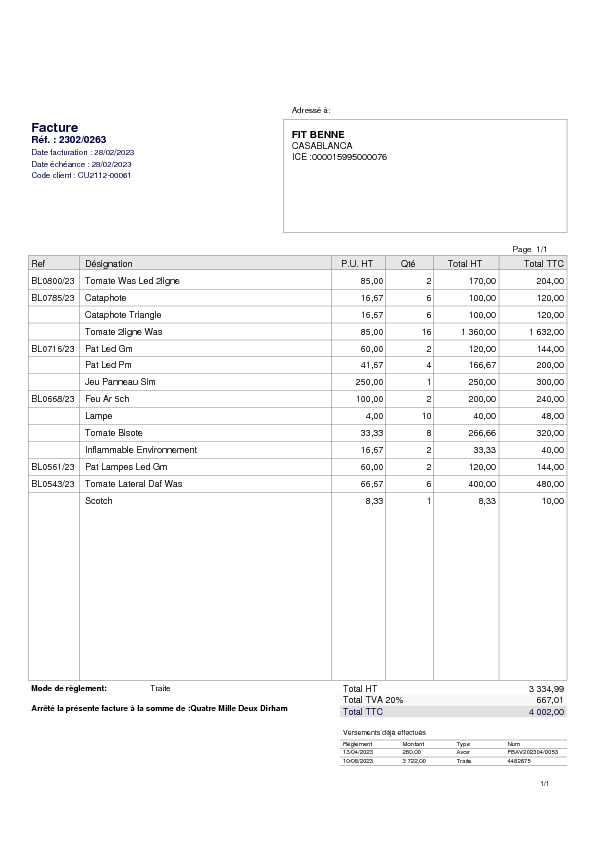 Adressé à:
Facture
Réf. : 2302/0263
Date facturation : 28/02/2023
Date échéance : 28/02/2023
Code client : CU2112-00061
FIT BENNE
CASABLANCA
ICE :000015995000076
Page 1/1
Ref Désignation P.U. HT Qté Total HT Total TTC
BL0800/23 Tomate Was Led 2ligne 85,00 2 170,00 204,00
BL0785/23 Cataphote 16,67 6 100,00 120,00
Cataphote Triangle 16,67 6 100,00 120,00
Tomate 2ligne Was 85,00 16 1 360,00 1 632,00
BL0716/23 Pat Led Gm 60,00 2 120,00 144,00
Pat Led Pm 41,67 4 166,67 200,00
Jeu Panneau Slm 250,00 1 250,00 300,00
BL0668/23 Feu Ar 5ch 100,00 2 200,00 240,00
Lampe 4,00 10 40,00 48,00
Tomate Bisote 33,33 8 266,66 320,00
Inflammable Environnement 16,67 2 33,33 40,00
BL0561/23 Pat Lampes Led Gm 60,00 2 120,00 144,00
BL0543/23 Tomate Lateral Daf Was 66,67 6 400,00 480,00
Scotch 8,33 1 8,33 10,00
Mode de règlement: Traite
Arrêté la présente facture à la somme de :Quatre Mille Deux Dirham
Total HT 3 334,99
Total TVA 20% 667,01
Total TTC 4 002,00
Versements déjà effectués
Règlement Montant Type Num
13/04/2023 280,00 Avoir FBAV202304/0053
10/08/2023 3 722,00 Traite 4482675
1/1